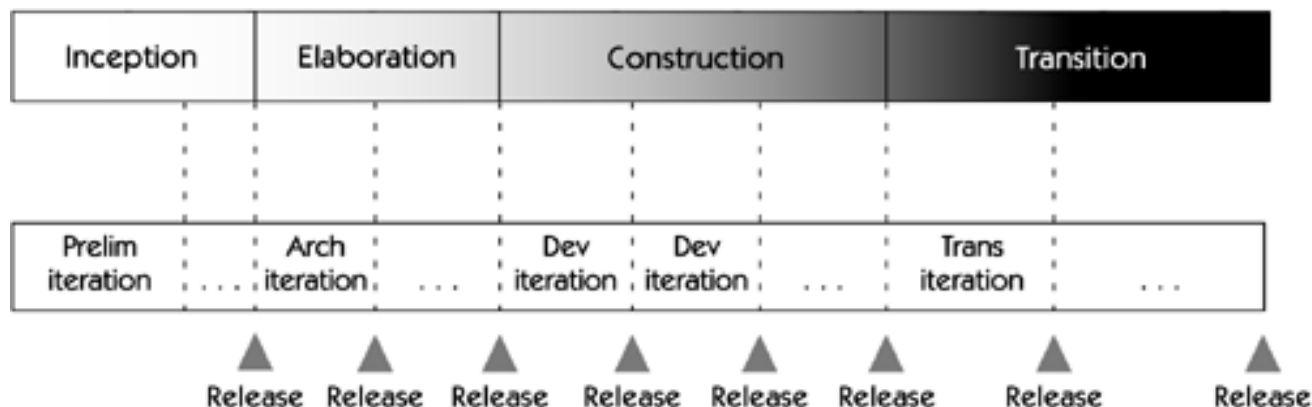 Inception Elaboration Construction Transition
Prelim Arch Dev Dev Trans
iteration ... iteration ... iteration iteration ... iteration ...
Release Release Release Release Release Release Release Release